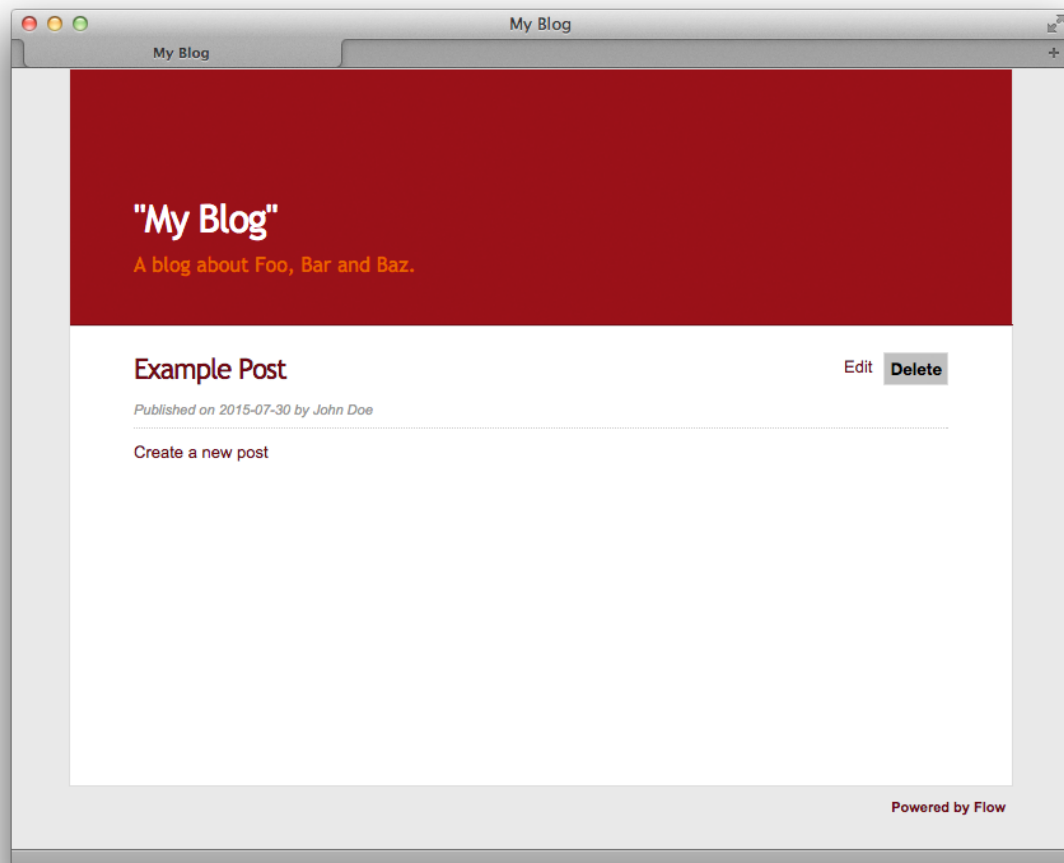 My Blog
My Blog
"My Blog"
A blog about Foo, Bar and Baz.
Example Post
Edit Delete
Published on 2015-07-30 by John Doe
Create a new post
Powered by Flow